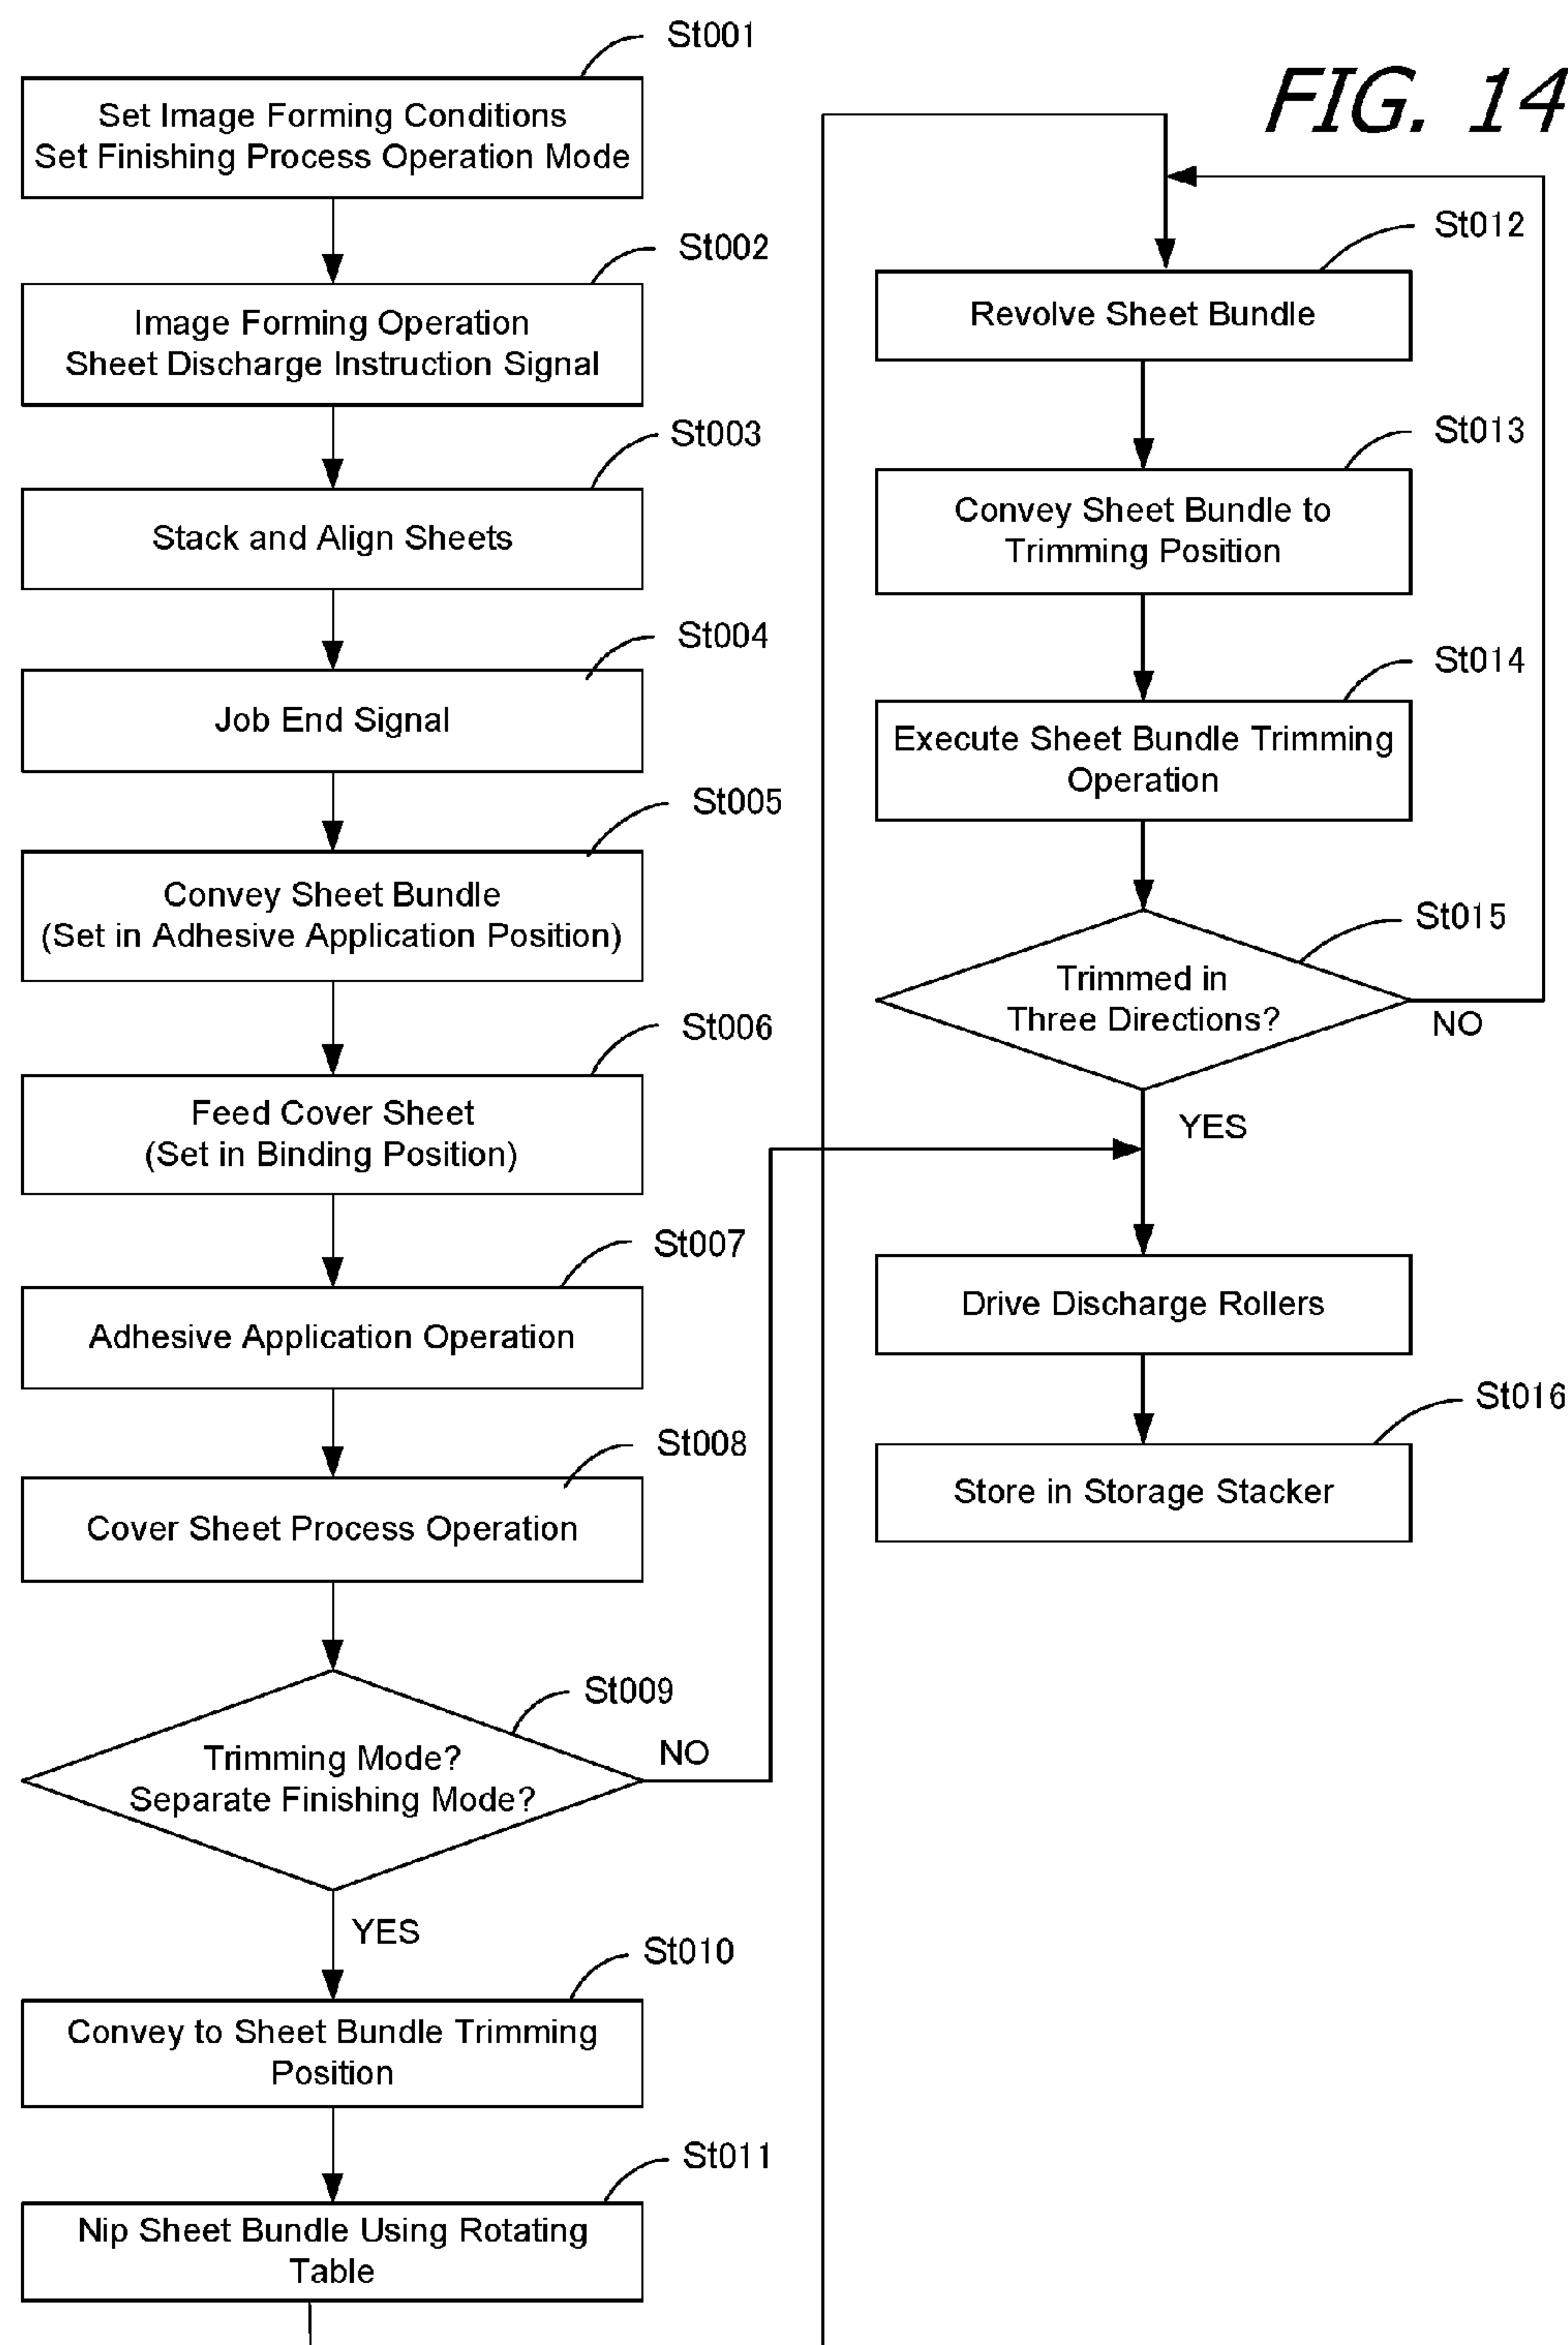 FIG. 14
St001
Set Image Forming Conditions
Set Finishing Process Operation Mode
St002
Image Forming Operation
Sheet Discharge Instruction Signal
St003
Stack and Align Sheets
St004
Job End Signal
St005
Convey Sheet Bundle
(Set in Adhesive Application Position)
St006
Feed Cover Sheet
(Set in Binding Position)
St007
Adhesive Application Operation
St008
Cover Sheet Process Operation
St009
Trimming Mode?
Separate Finishing Mode?
NO
YES
St010
Convey to Sheet Bundle Trimming
Position
St011
Nip Sheet Bundle Using Rotating
Table
St012
Revolve Sheet Bundle
St013
Convey Sheet Bundle to
Trimming Position
St014
Execute Sheet Bundle Trimming
Operation
St015
Trimmed in
Three Directions?
NO
YES
Drive Discharge Rollers
St016
Store in Storage Stacker